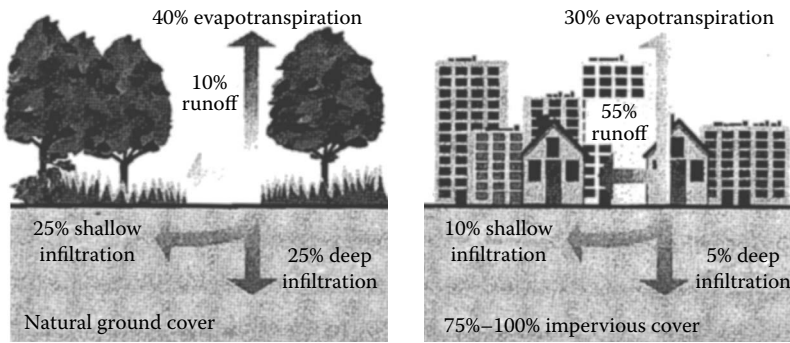 40% evapotranspiration
10%
runoff
25% shallow
infiltration
25% deep
infiltration
Natural ground cover
30% evapotranspiration
55%
runoff
10% shallow
infiltration
5% deep
infiltration
75%–100% impervious cover